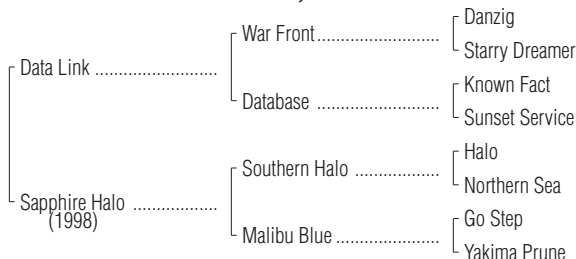 Danzig
War Front..........................
Starry Dreamer
Data Link ..........................
Known Fact
Database ..........................
Sunset Service
Halo
Southern Halo ..................
Northern Sea
Sapphire Halo ..................
(1998)
Go Step
Malibu Blue......................
Yakima Prune